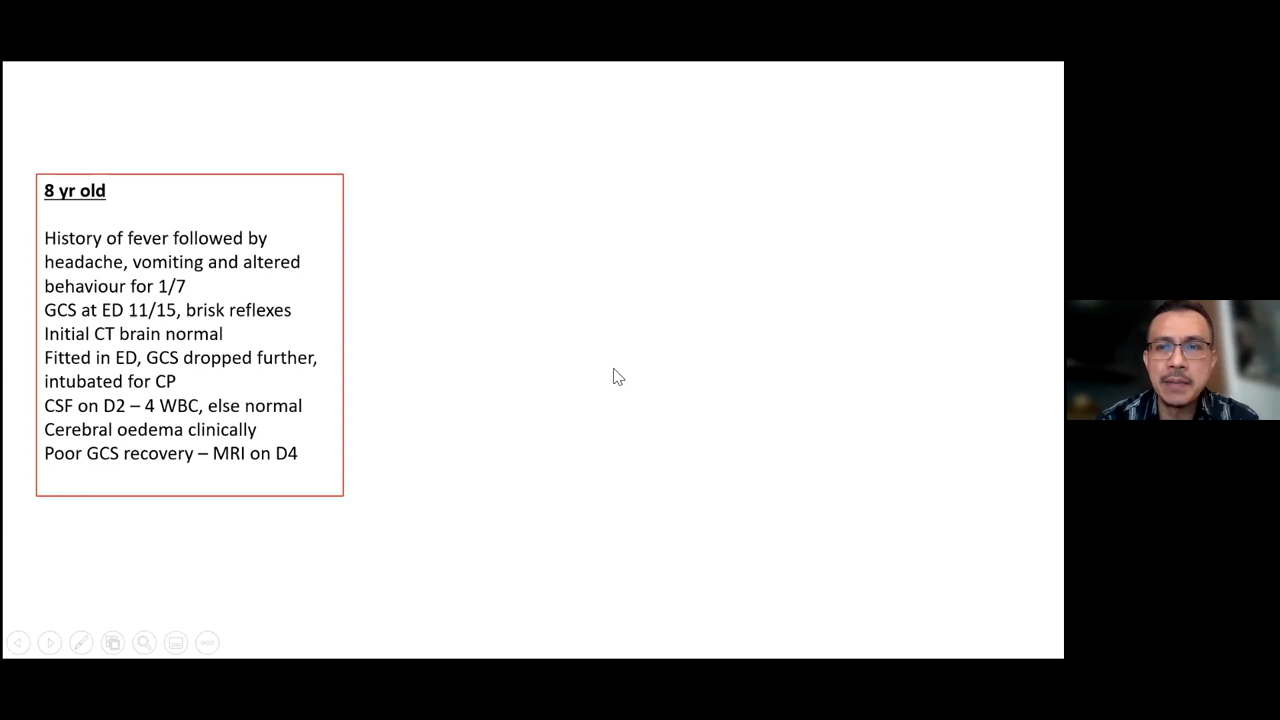 8 yr old
History of fever followed by
headache, vomiting and altered
behaviour for 1/7
GCS at ED 11/15, brisk reflexes
Initial CT brain normal
Fitted in ED, GCS dropped further,
intubated for CP
CSF on D2 – 4 WBC, else normal
Cerebral oedema clinically
Poor GCS recovery – MRI on D4